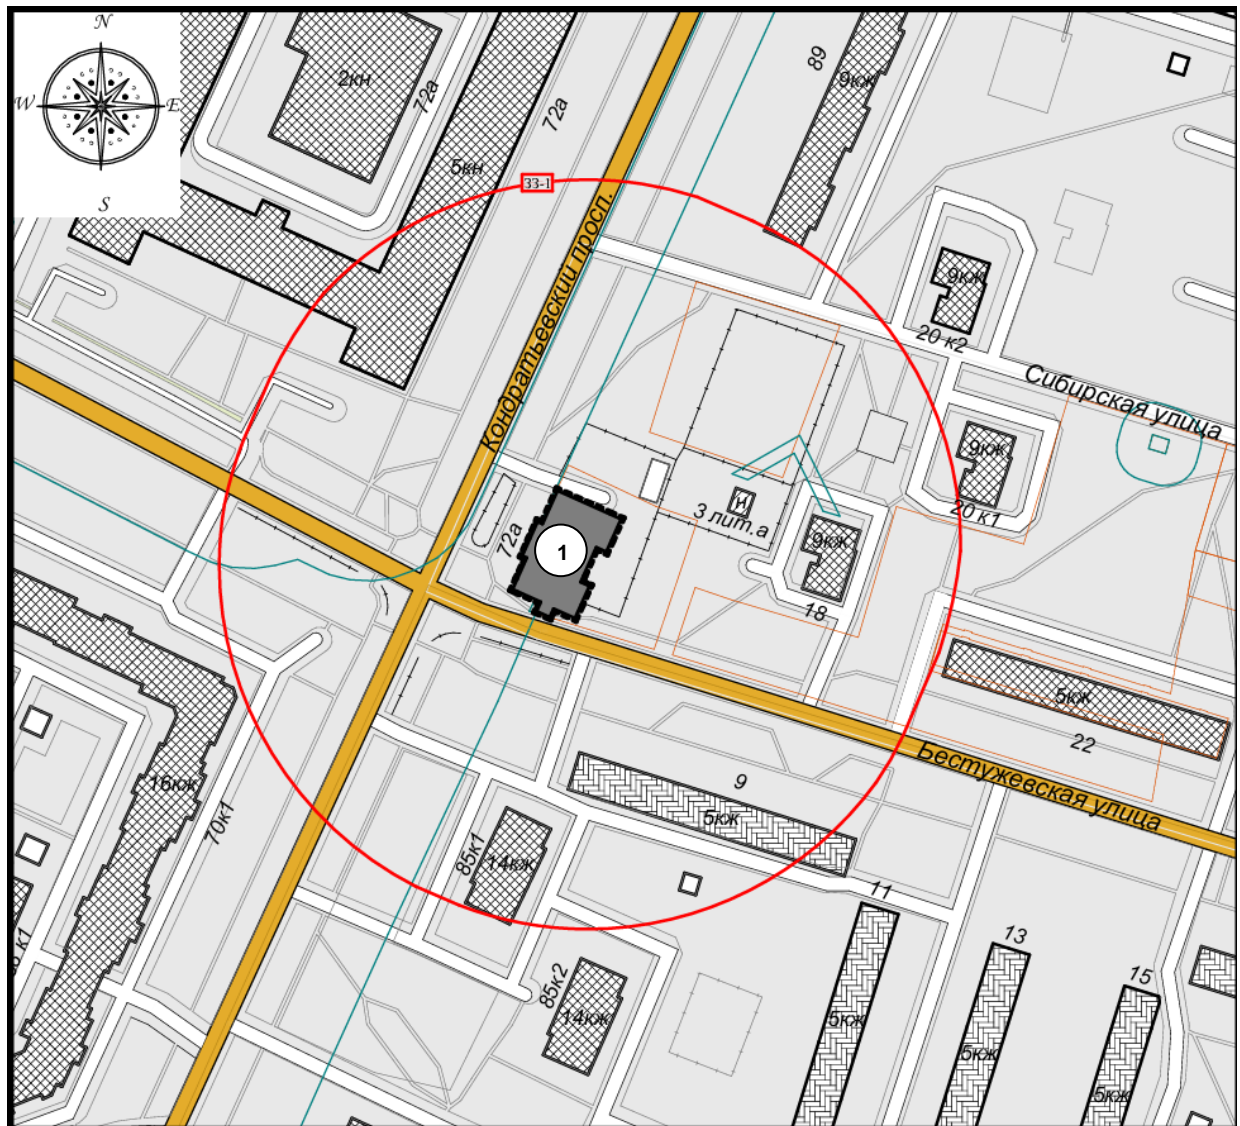 N
W
E
S
2кн
72а
72а
5кн
89
9кж
33-1
Кондратьевский просп.
9кж
20 к2
Сибирская улица
9кж
20 к1
72а
1
3 лит.а
9кж
18
5кж
22
Бестужевская улица
16кж
70к1
9
5кж
85к1
14кж
11
13
15
85к2
14кж
5кж
5кж
5кж